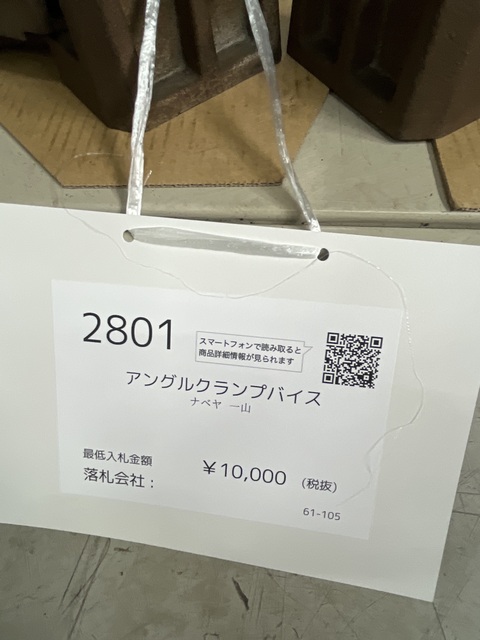 2801
スマートフォンで読み取ると
商品詳細情報が見られます
アングルクランプバイス
ナベヤ 一山
最低入札金額
￥10,000 （税抜）
落札会社：
61-105